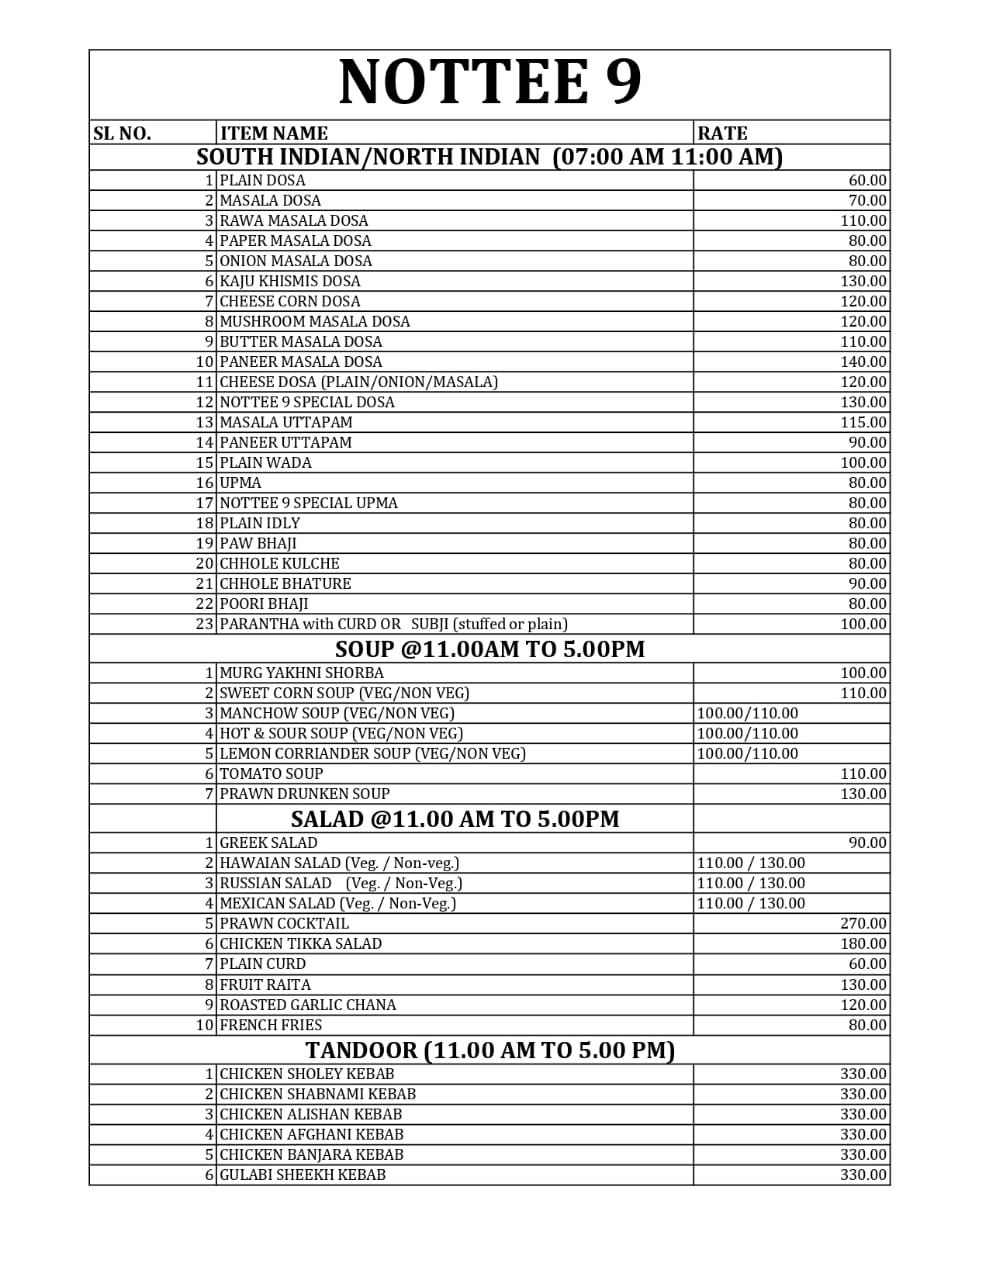 NOTTEE 9
SL NO. ITEM NAME RATE
SOUTH INDIAN/NORTH INDIAN (07:00 AM 11:00 AM)
1 PLAIN DOSA 60.00
2 MASALA DOSA 70.00
3 RAWA MASALA DOSA 110.00
4 PAPER MASALA DOSA 80.00
5 ONION MASALA DOSA 80.00
6 KAJU KHISMIS DOSA 130.00
7 CHEESE CORN DOSA 120.00
8 MUSHROOM MASALA DOSA 120.00
9 BUTTER MASALA DOSA 110.00
10 PANEER MASALA DOSA 140.00
11 CHEESE DOSA (PLAIN/ONION/MASALA) 120.00
12 NOTTEE 9 SPECIAL DOSA 130.00
13 MASALA UTTAPAM 115.00
14 PANEER UTTAPAM 90.00
15 PLAIN WADA 100.00
16 UPMA 80.00
17 NOTTEE 9 SPECIAL UPMA 80.00
18 PLAIN IDLY 80.00
19 PAW BHAJI 80.00
20 CHHOLE KULCHE 80.00
21 CHHOLE BHATURE 90.00
22 POORI BHAJI 80.00
23 PARANTHA with CURD OR SUBJI (stuffed or plain) 100.00
SOUP @11.00AM TO 5.00PM
1 MURG YAKHNI SHORBA 100.00
2 SWEET CORN SOUP (VEG/NON VEG) 110.00
3 MANCHOW SOUP (VEG/NON VEG) 100.00/110.00
4 HOT & SOUR SOUP (VEG/NON VEG) 100.00/110.00
5 LEMON CORRIANDER SOUP (VEG/NON VEG) 100.00/110.00
6 TOMATO SOUP 110.00
7 PRAWN DRUNKEN SOUP 130.00
SALAD @11.00 AM TO 5.00PM
1 GREEK SALAD 90.00
2 HAWAIAN SALAD (Veg. / Non-veg.) 110.00 / 130.00
3 RUSSIAN SALAD (Veg. / Non-Veg.) 110.00 / 130.00
4 MEXICAN SALAD (Veg. / Non-Veg.) 110.00 / 130.00
5 PRAWN COCKTAIL 270.00
6 CHICKEN TIKKA SALAD 180.00
7 PLAIN CURD 60.00
8 FRUIT RAITA 130.00
9 ROASTED GARLIC CHANA 120.00
10 FRENCH FRIES 80.00
TANDOOR (11.00 AM TO 5.00 PM)
1 CHICKEN SHOLEY KEBAB 330.00
2 CHICKEN SHABNAMI KEBAB 330.00
3 CHICKEN ALISHAN KEBAB 330.00
4 CHICKEN AFGHANI KEBAB 330.00
5 CHICKEN BANJARA KEBAB 330.00
6 GULABI SHEEKH KEBAB 330.00